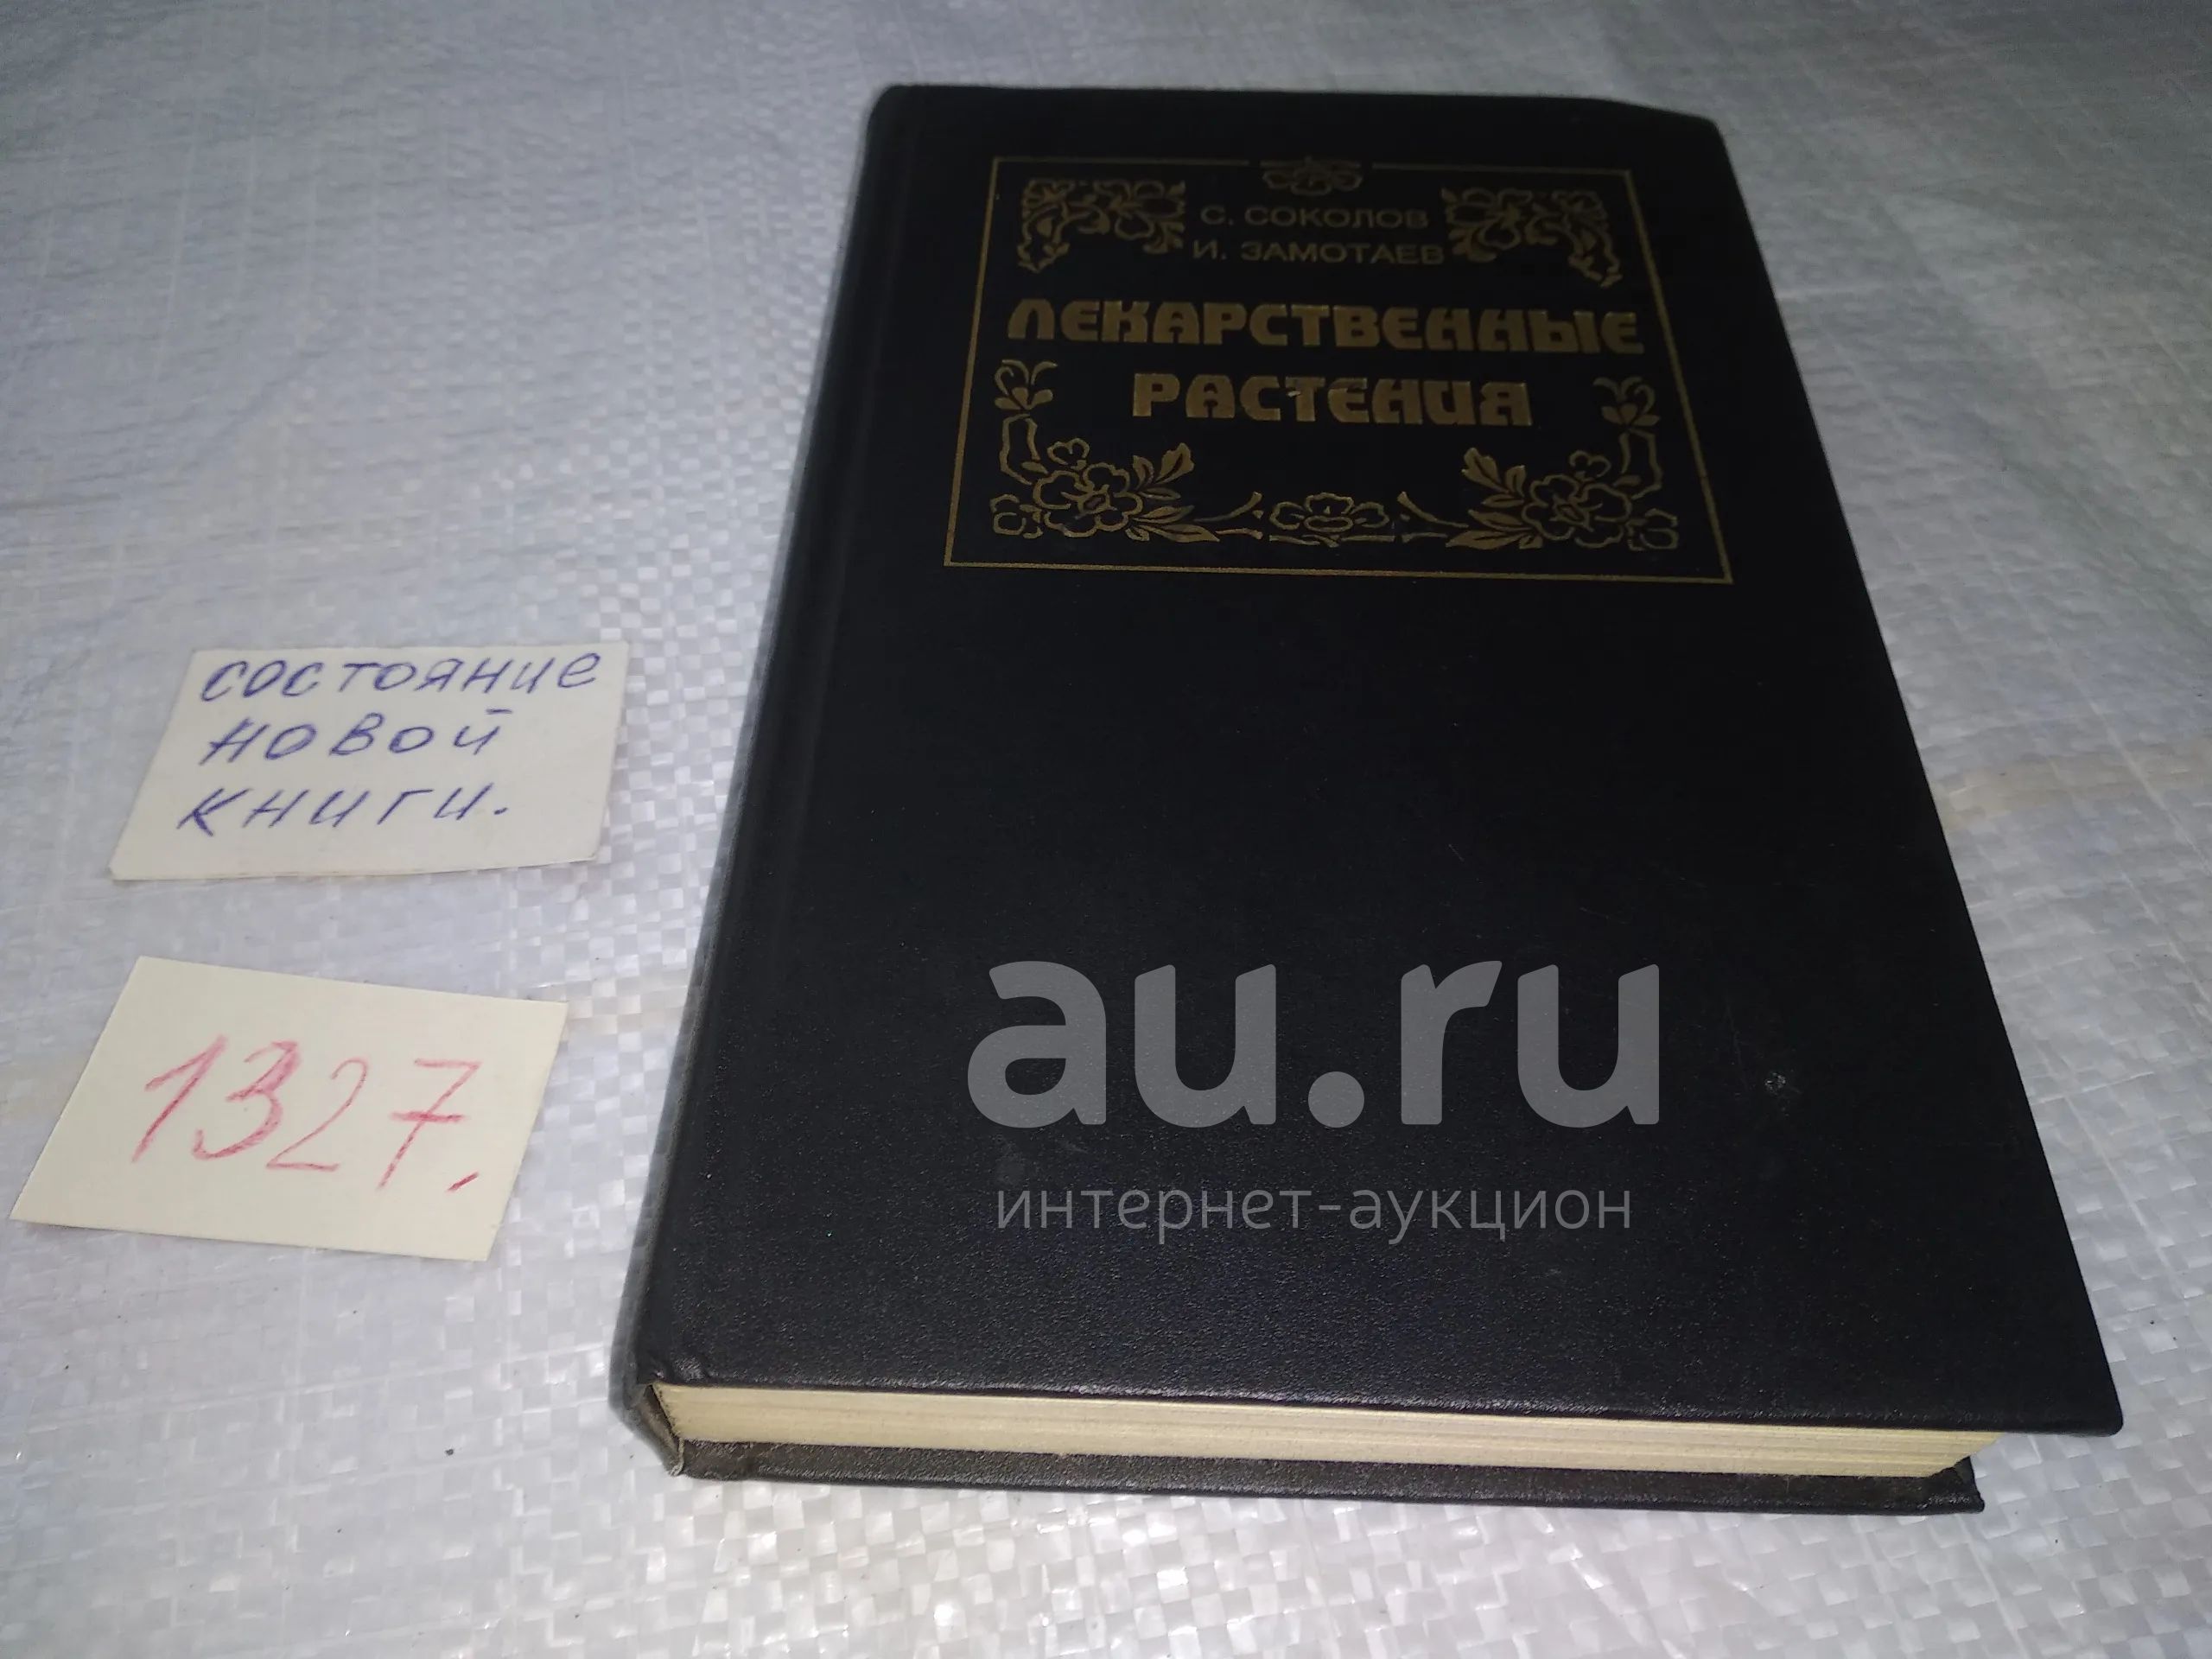 С. СОКОЛОВ
И. ЗАМОТАЕВ
ЛЕКАРСТВЕННЫЕ
РАСТЕНИЯ
состояние
новой
книги.
1327.
au.ru
интернет-аукцион